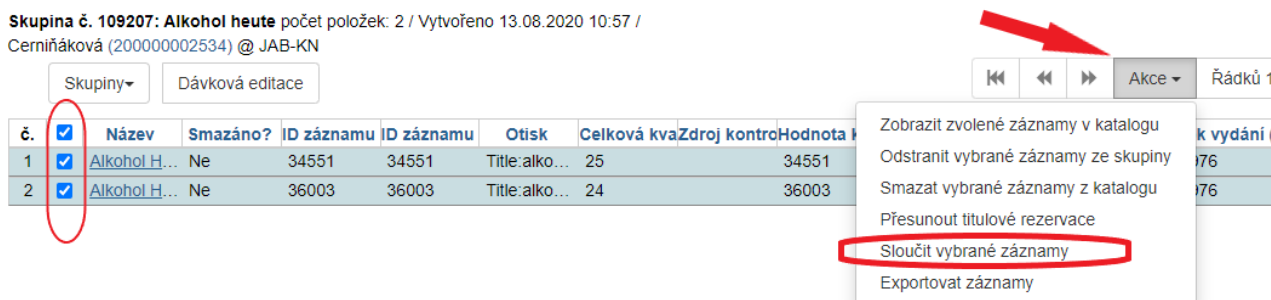 Skupina č. 109207: Alkohol heute počet položek: 2 / Vytvořeno 13.08.2020 10:57 /
Cerniňáková (200000002534) @ JAB-KN
Skupiny Dávková editace Akce Řádků 1
č. Název Smazáno? ID záznamu ID záznamu Otisk Celková kva Zdroj kontro Hodnota k k vydání (
1 Alkohol H... Ne 34551 34551 Title:alko... 25 34551 976
2 Alkohol H... Ne 36003 36003 Title:alko... 24 36003 976
Zobrazit zvolené záznamy v katalogu
Odstranit vybrané záznamy ze skupiny
Smazat vybrané záznamy z katalogu
Přesunout titulové rezervace
Sloučit vybrané záznamy
Exportovat záznamy